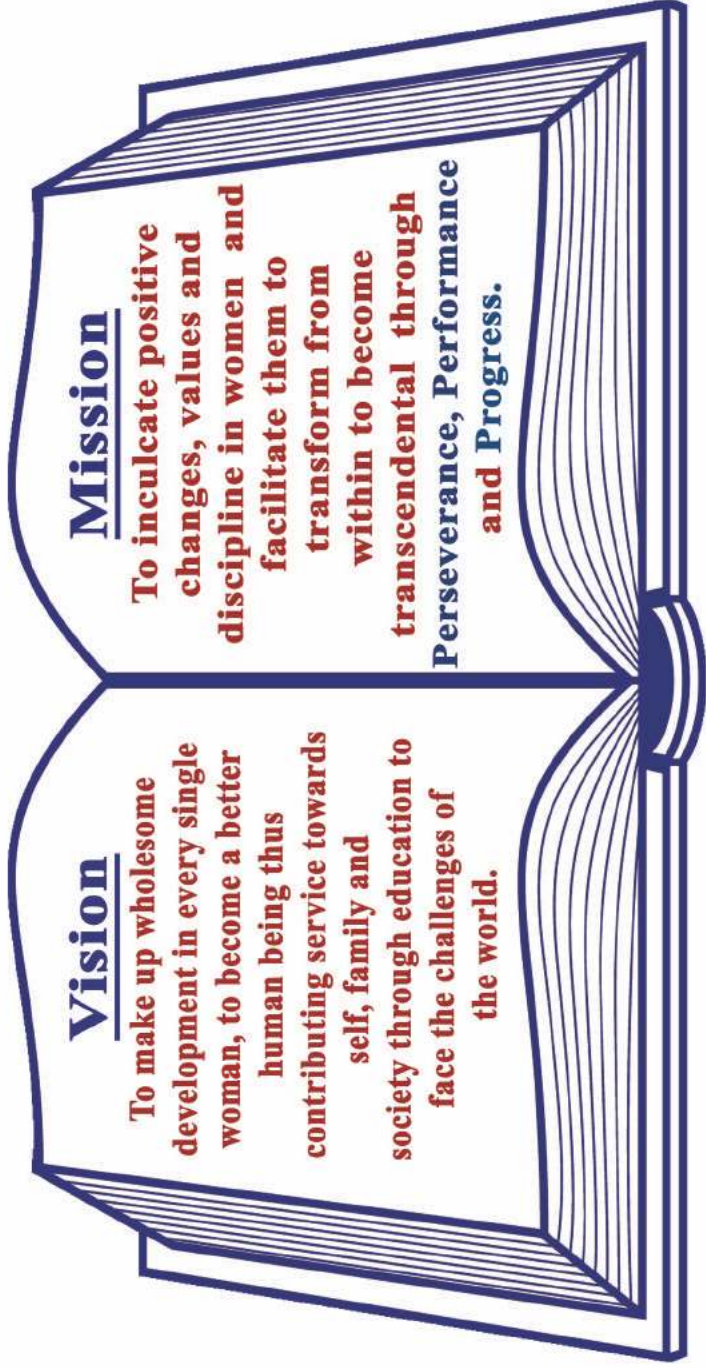 Vision
To make up wholesome
development in every single
woman, to become a better
human being thus
contributing service towards
self, family and
society through education to
face the challenges of
the world.
Mission
To inculcate positive
changes, values and
discipline in women and
facilitate them to
transform from
within to become
transcendental through
Perseverance, Performance
and Progress.